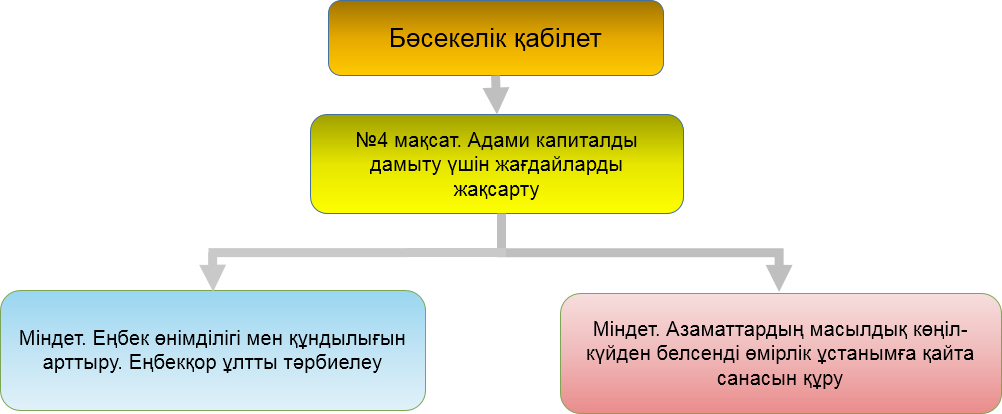 Бәсекелік қабілет
№4 мақсат. Адами капиталды
дамыту үшін жағдайларды
жақсарту
Міндет. Еңбек өнімділігі мен құндылығын
арттыру. Еңбекқор ұлтты тәрбиелеу
Міндет. Азаматтардың масылдық көңіл-
күйден белсенді өмірлік ұстанымға қайта
санасын құру